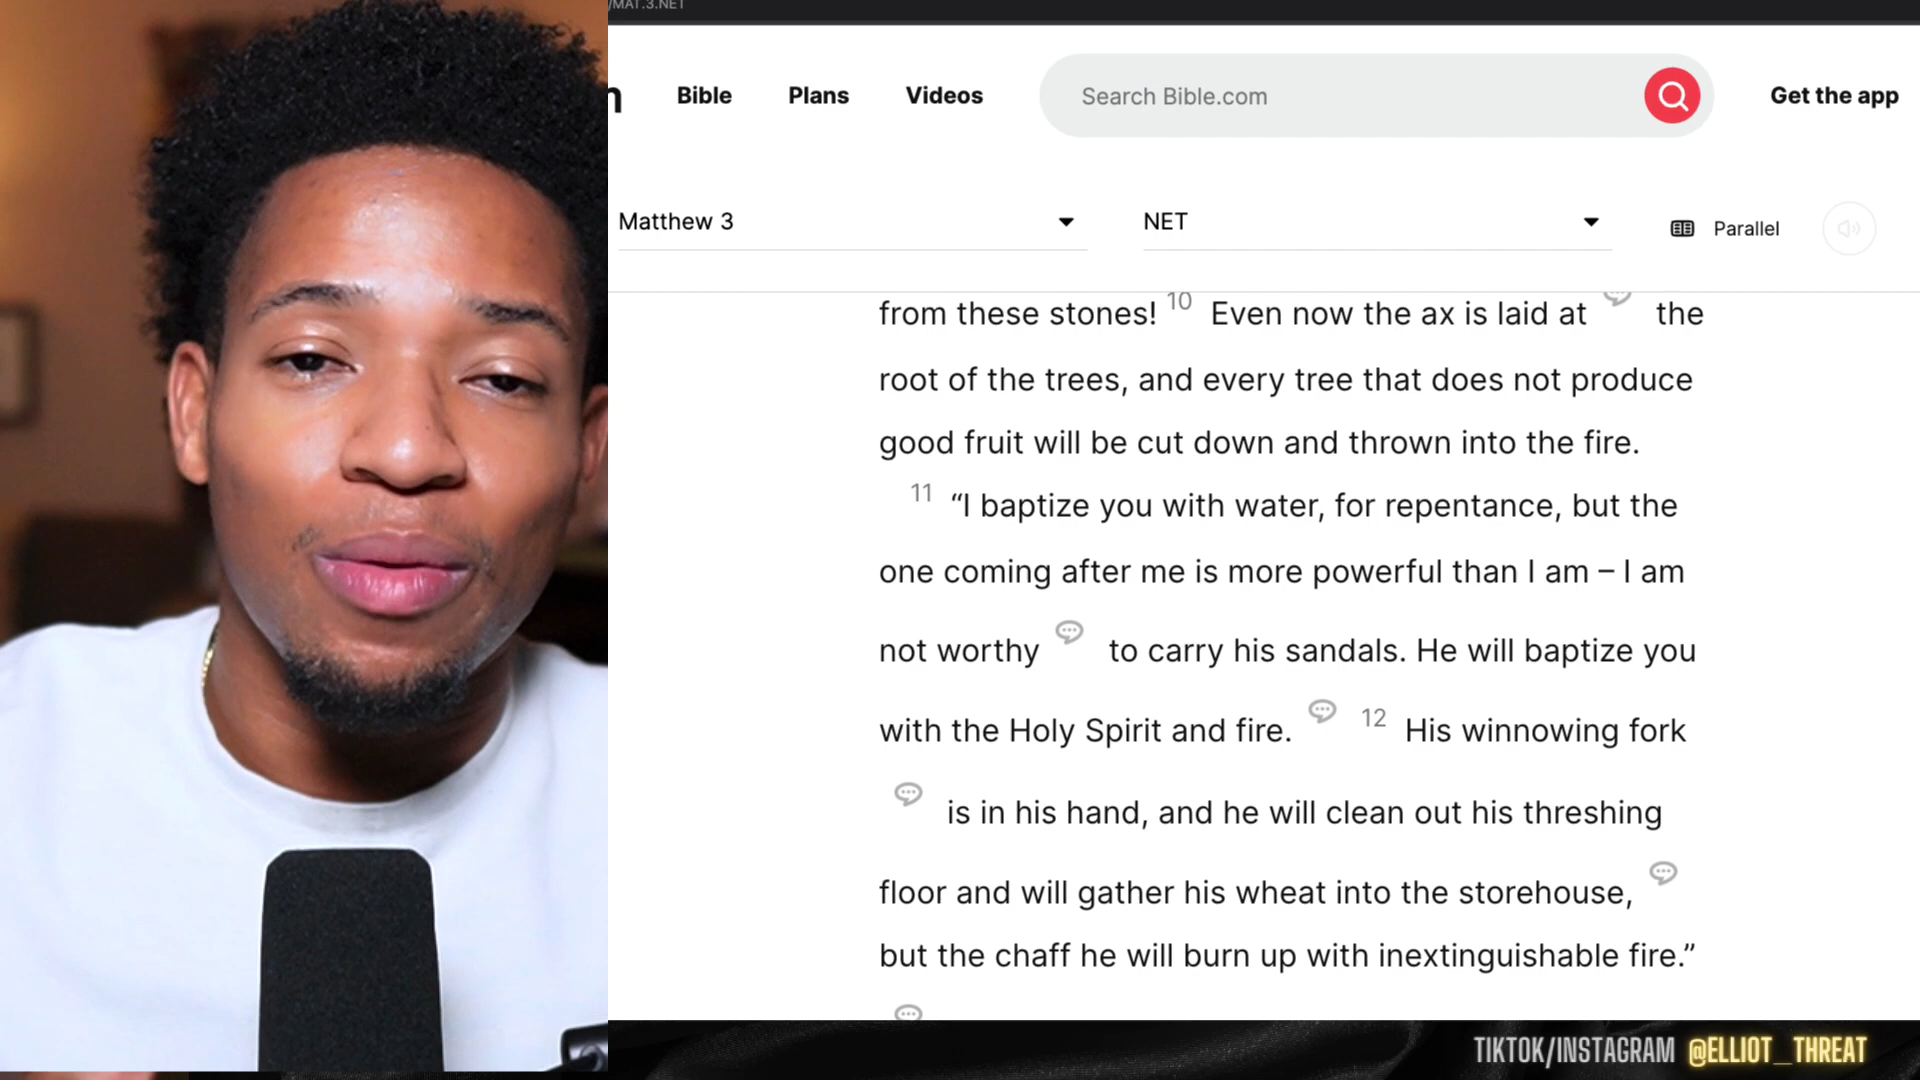 /MAT.3.NET
Bible Plans Videos Search Bible.com Get the app
Matthew 3 NET Parallel
from these stones! 10 Even now the ax is laid at the
root of the trees, and every tree that does not produce
good fruit will be cut down and thrown into the fire.
11 “I baptize you with water, for repentance, but the
one coming after me is more powerful than I am – I am
not worthy to carry his sandals. He will baptize you
with the Holy Spirit and fire. 12 His winnowing fork
is in his hand, and he will clean out his threshing
floor and will gather his wheat into the storehouse,
but the chaff he will burn up with inextinguishable fire.”
TIKTOK/INSTAGRAM @ELLIOT_THREAT